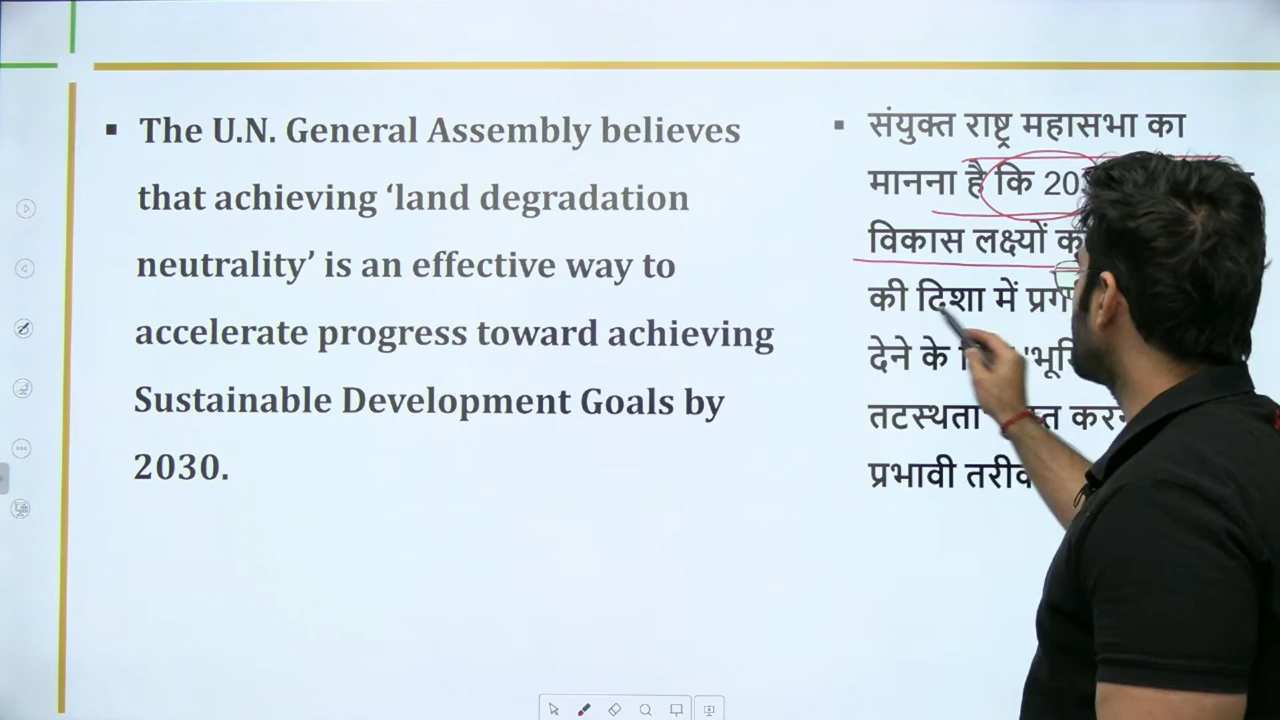 The U.N. General Assembly believes
that achieving ‘land degradation
neutrality’ is an effective way to
accelerate progress toward achieving
Sustainable Development Goals by
2030.
संयुक्त राष्ट्र महासभा का
मानना है कि
विकास लक्ष्यों
की दिशा में
देने के
तटस्थता
प्रभावी